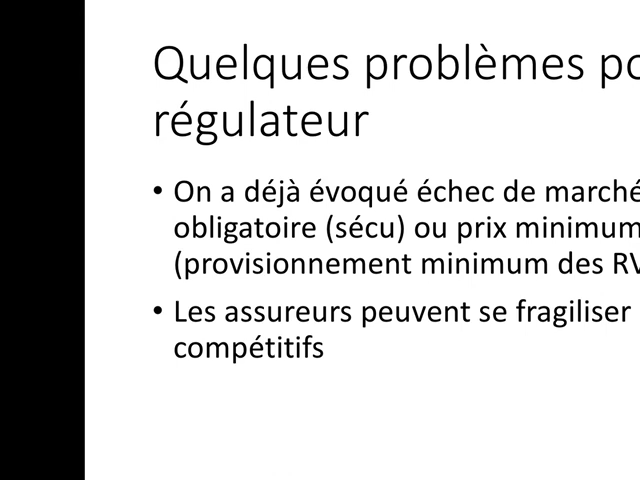 Quelques problèmes po
régulateur
• On a déjà évoqué échec de marché
obligatoire (sécu) ou prix minimum
(provisionnement minimum des RV
• Les assureurs peuvent se fragiliser
compétitifs